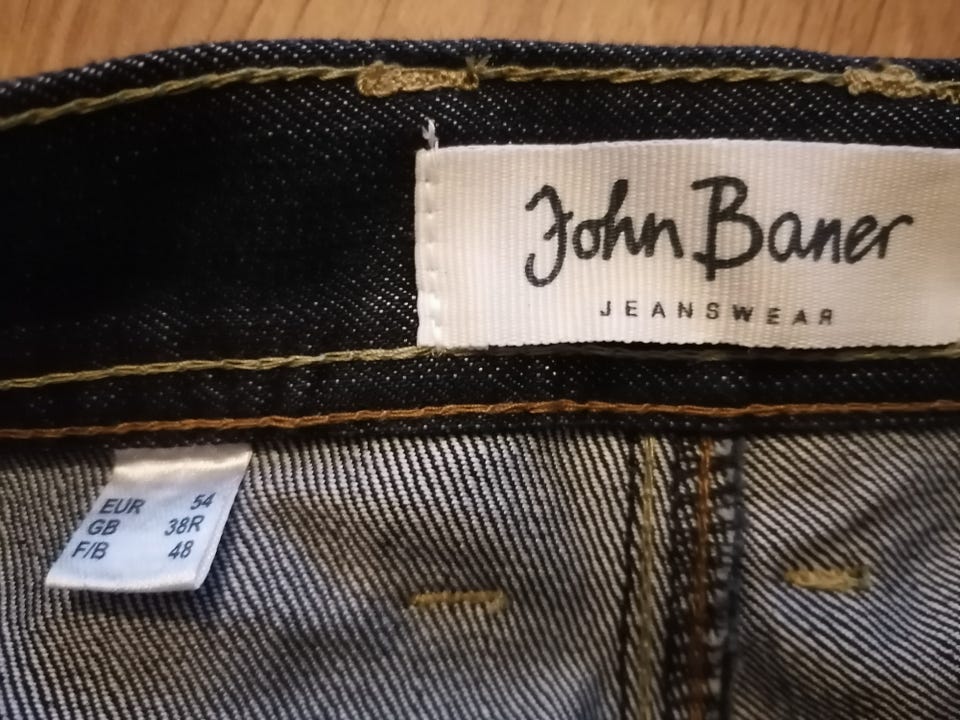 John Baner
JEANSWEAR
EUR 54
GB 38R
F/B 48